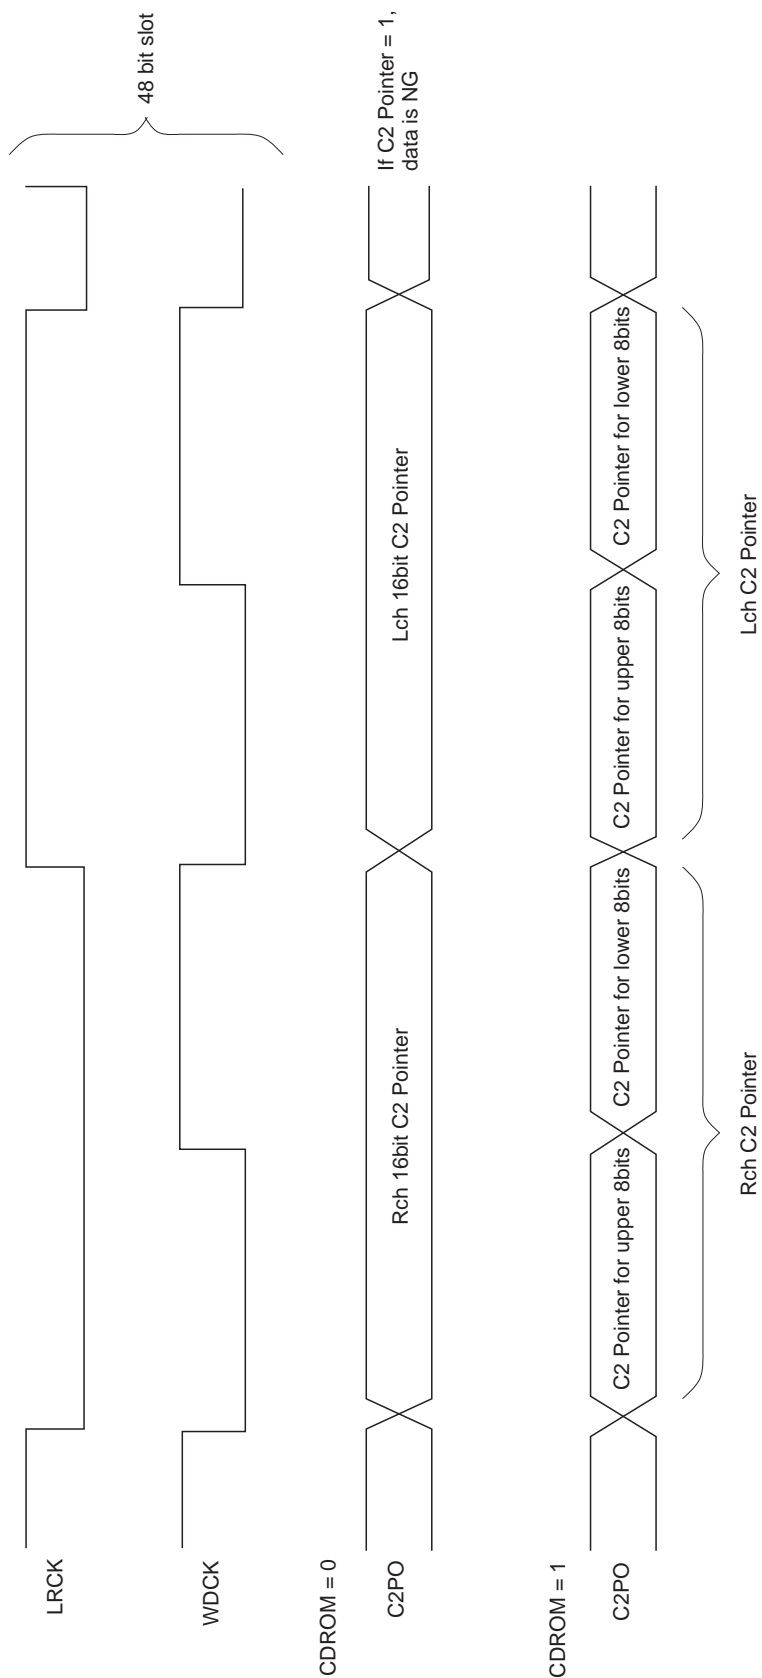 LRCK
48 bit slot
WDCK
CDROM = 0
C2PO
Rch 16bit C2 Pointer
Lch 16bit C2 Pointer
If C2 Pointer = 1,
data is NG
CDROM = 1
C2PO
C2 Pointer for upper 8bits
C2 Pointer for lower 8bits
C2 Pointer for upper 8bits
C2 Pointer for lower 8bits
Rch C2 Pointer
Lch C2 Pointer